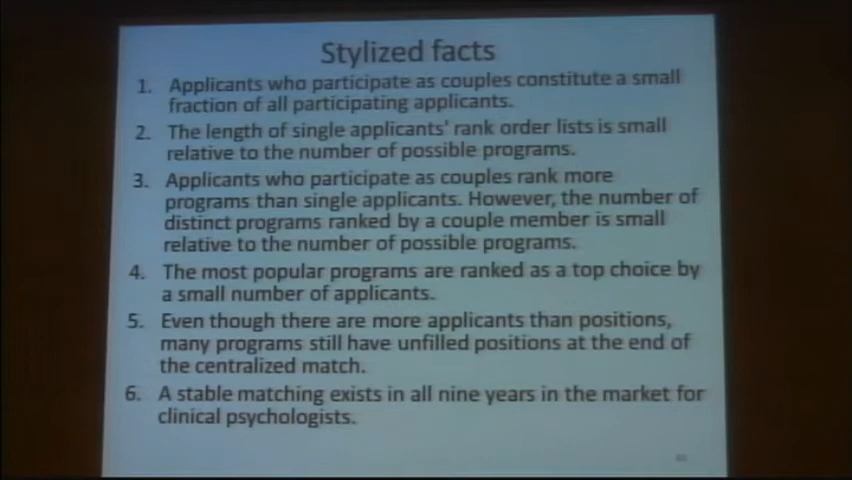 Stylized facts
1. Applicants who participate as couples constitute a small
fraction of all participating applicants.
2. The length of single applicants' rank order lists is small
relative to the number of possible programs.
3. Applicants who participate as couples rank more
programs than single applicants. However, the number of
distinct programs ranked by a couple member is small
relative to the number of possible programs.
4. The most popular programs are ranked as a top choice by
a small number of applicants.
5. Even though there are more applicants than positions,
many programs still have unfilled positions at the end of
the centralized match.
6. A stable matching exists in all nine years in the market for
clinical psychologists.